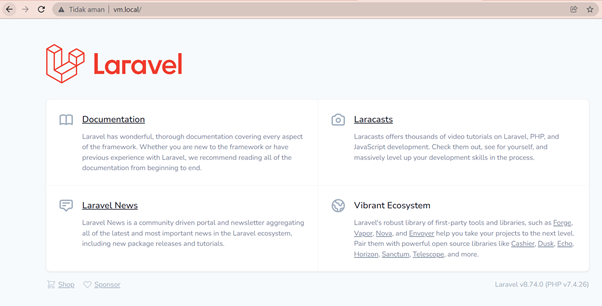 Tidak aman | vm.local/
Laravel
Documentation
Laravel has wonderful, thorough documentation covering every aspect
of the framework. Whether you are new to the framework or have
previous experience with Laravel, we recommend reading all of the
documentation from beginning to end.
Laracasts
Laracasts offers thousands of video tutorials on Laravel, PHP, and
JavaScript development. Check them out, see for yourself, and
massively level up your development skills in the process.
Laravel News
Laravel News is a community driven portal and newsletter aggregating
all of the latest and most important news in the Laravel ecosystem,
including new package releases and tutorials.
Vibrant Ecosystem
Laravel's robust library of first-party tools and libraries, such as Forge,
Vapor, Nova, and Envoyer help you take your projects to the next level.
Pair them with powerful open source libraries like Cashier, Dusk, Echo,
Horizon, Sanctum, Telescope, and more.
Shop Sponsor
Laravel v8.74.0 (PHP v7.4.26)